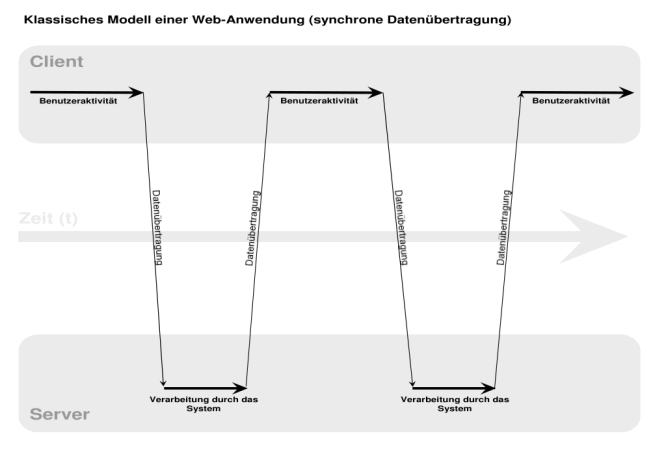 Klassisches Modell einer Web-Anwendung (synchrone Datenübertragung)
Client
Benutzeraktivität
Benutzeraktivität
Benutzeraktivität
Datenübertragung
Datenübertragung
Datenübertragung
Datenübertragung
Zeit (t)
Verarbeitung durch das
System
Verarbeitung durch das
System
Server